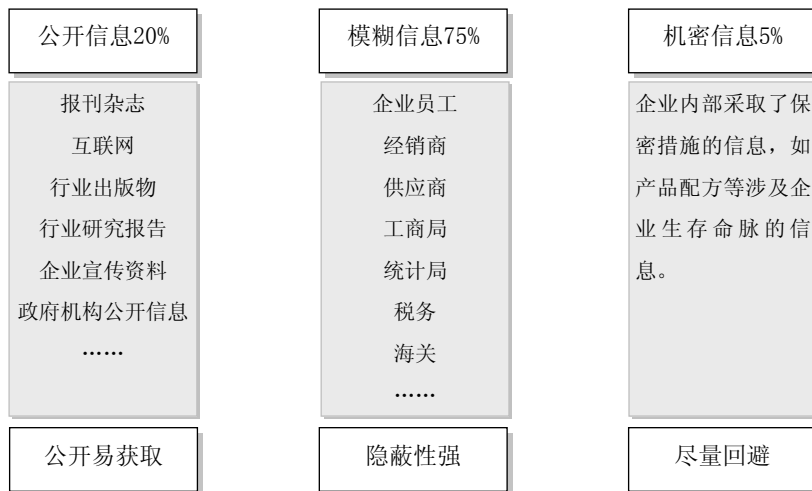 公开信息20%
报刊杂志
互联网
行业出版物
行业研究报告
企业宣传资料
政府机构公开信息
……
公开易获取
模糊信息75%
企业员工
经销商
供应商
工商局
统计局
税务
海关
……
隐蔽性强
机密信息5%
企业内部采取了保
密措施的信息，如
产品配方等涉及企
业生存命脉的信
息。
尽量回避